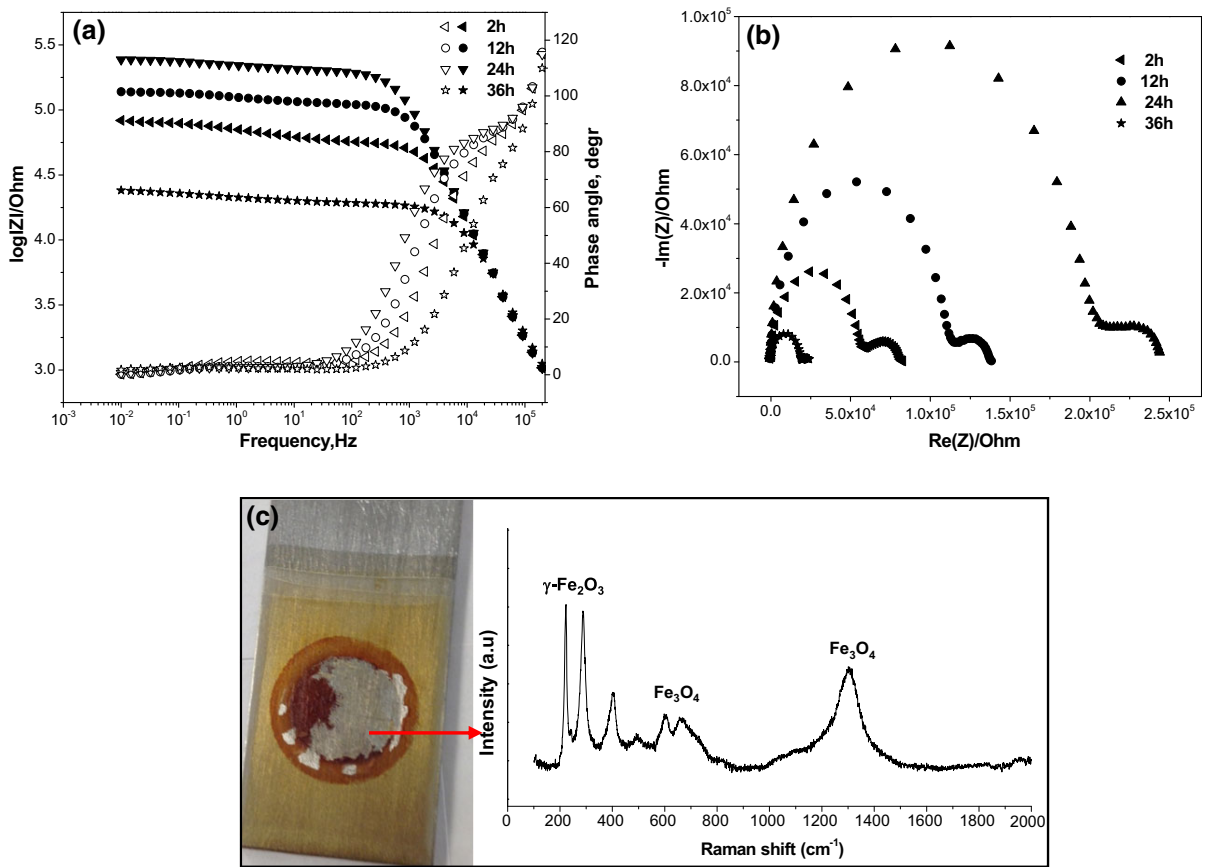 (a)
2h
12h
24h
36h
5.5
5.0
4.5
4.0
3.5
3.0
log|Z|/Ohm
120
100
80
60
40
20
0
Phase angle, degr
10⁻³ 10⁻² 10⁻¹ 10⁰ 10¹ 10² 10³ 10⁴ 10⁵
Frequency,Hz
(b)
2h
12h
24h
36h
1.0x10⁵
8.0x10⁴
6.0x10⁴
4.0x10⁴
2.0x10⁴
0.0
-Im(Z)/Ohm
0.0 5.0x10⁴ 1.0x10⁵ 1.5x10⁵ 2.0x10⁵ 2.5x10⁵
Re(Z)/Ohm
(c)
Intensity (a.u)
γ-Fe₂O₃
Fe₃O₄
Fe₃O₄
0 200 400 600 800 1000 1200 1400 1600 1800 2000
Raman shift (cm⁻¹)